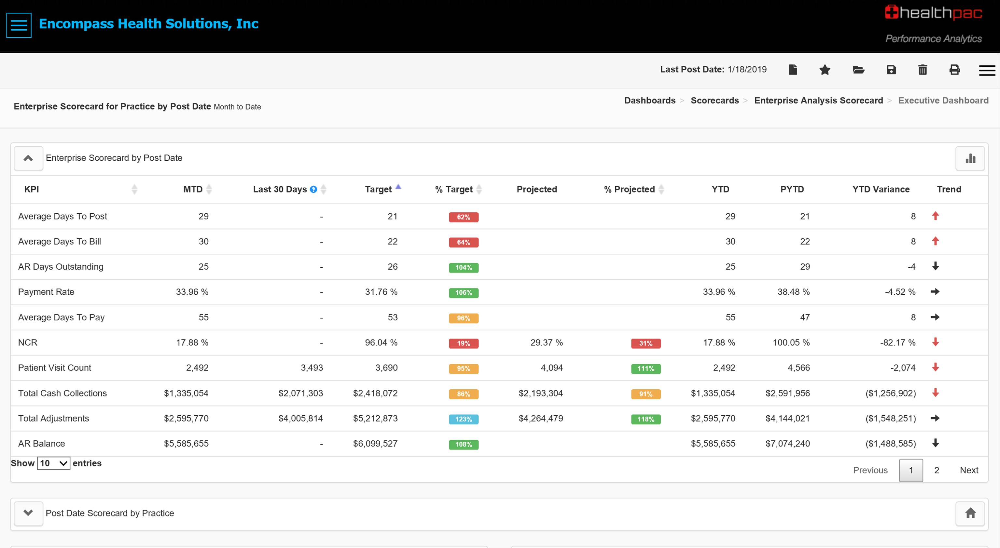 Encompass Health Solutions, Inc
healthpac
Performance Analytics
Last Post Date: 1/18/2019
Enterprise Scorecard for Practice by Post Date Month to Date
Dashboards > Scorecards > Enterprise Analysis Scorecard > Executive Dashboard
Enterprise Scorecard by Post Date
KPI MTD Last 30 Days ? Target % Target Projected % Projected YTD PYTD YTD Variance Trend
Average Days To Post 29 - 21 62% 29 21 8
Average Days To Bill 30 - 22 64% 30 22 8
AR Days Outstanding 25 - 26 104% 25 29 -4
Payment Rate 33.96 % - 31.76 % 106% 33.96 % 38.48 % -4.52 %
Average Days To Pay 55 - 53 96% 55 47 8
NCR 17.88 % - 96.04 % 19% 29.37 % 31% 17.88 % 100.05 % -82.17 %
Patient Visit Count 2,492 3,493 3,690 95% 4,094 111% 2,492 4,566 -2,074
Total Cash Collections $1,335,054 $2,071,303 $2,418,072 86% $2,193,304 91% $1,335,054 $2,591,956 ($1,256,902)
Total Adjustments $2,595,770 $4,005,814 $5,212,873 123% $4,264,479 118% $2,595,770 $4,144,021 ($1,548,251)
AR Balance $5,585,655 - $6,099,527 108% $5,585,655 $7,074,240 ($1,488,585)
Show 10 entries
Previous 1 2 Next
Post Date Scorecard by Practice